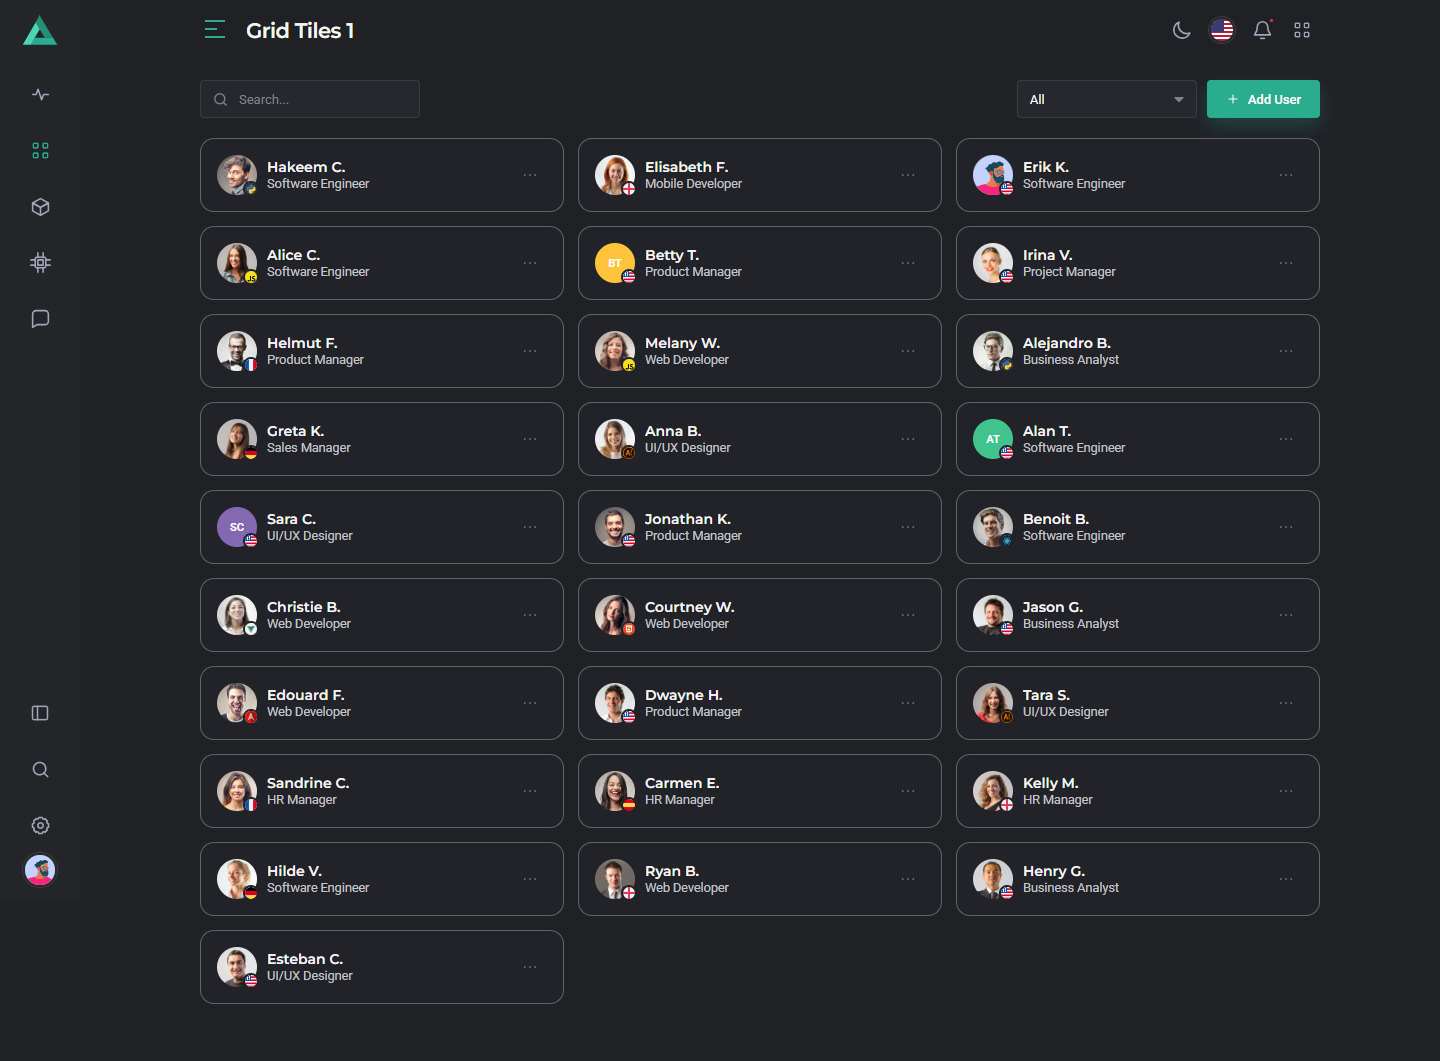 Grid Tiles 1
Search...
All
+ Add User
Hakeem C.
Software Engineer
Elisabeth F.
Mobile Developer
Erik K.
Software Engineer
Alice C.
Software Engineer
JS
BT
Betty T.
Product Manager
Irina V.
Project Manager
Helmut F.
Product Manager
Melany W.
Web Developer
JS
Alejandro B.
Business Analyst
Greta K.
Sales Manager
Anna B.
UI/UX Designer
Ai
AT
Alan T.
Software Engineer
SC
Sara C.
UI/UX Designer
Jonathan K.
Product Manager
Benoit B.
Software Engineer
Christie B.
Web Developer
Courtney W.
Web Developer
Jason G.
Business Analyst
Edouard F.
Web Developer
Dwayne H.
Product Manager
Tara S.
UI/UX Designer
Ai
Sandrine C.
HR Manager
Carmen E.
HR Manager
Kelly M.
HR Manager
Hilde V.
Software Engineer
Ryan B.
Web Developer
Henry G.
Business Analyst
Esteban C.
UI/UX Designer